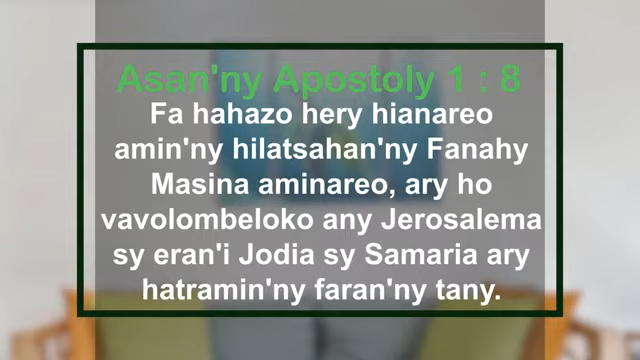 Asan'ny Apostoly 1 : 8
Fa hahazo hery hianareo
amin'ny hilatsahan'ny Fanahy
Masina aminareo, ary ho
vavolombeloko any Jerosalema
sy eran'i Jodia sy Samaria ary
hatramin'ny faran'ny tany.